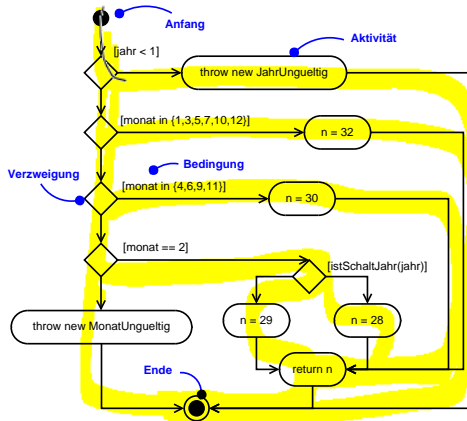 Anfang
[jahr < 1]
Aktivität
throw new JahrUngueltig
[monat in {1,3,5,7,10,12}]
n = 32
Bedingung
Verzweigung
[monat in {4,6,9,11}]
n = 30
[monat == 2]
[istSchaltJahr(jahr)]
throw new MonatUngueltig
n = 29
n = 28
return n
Ende